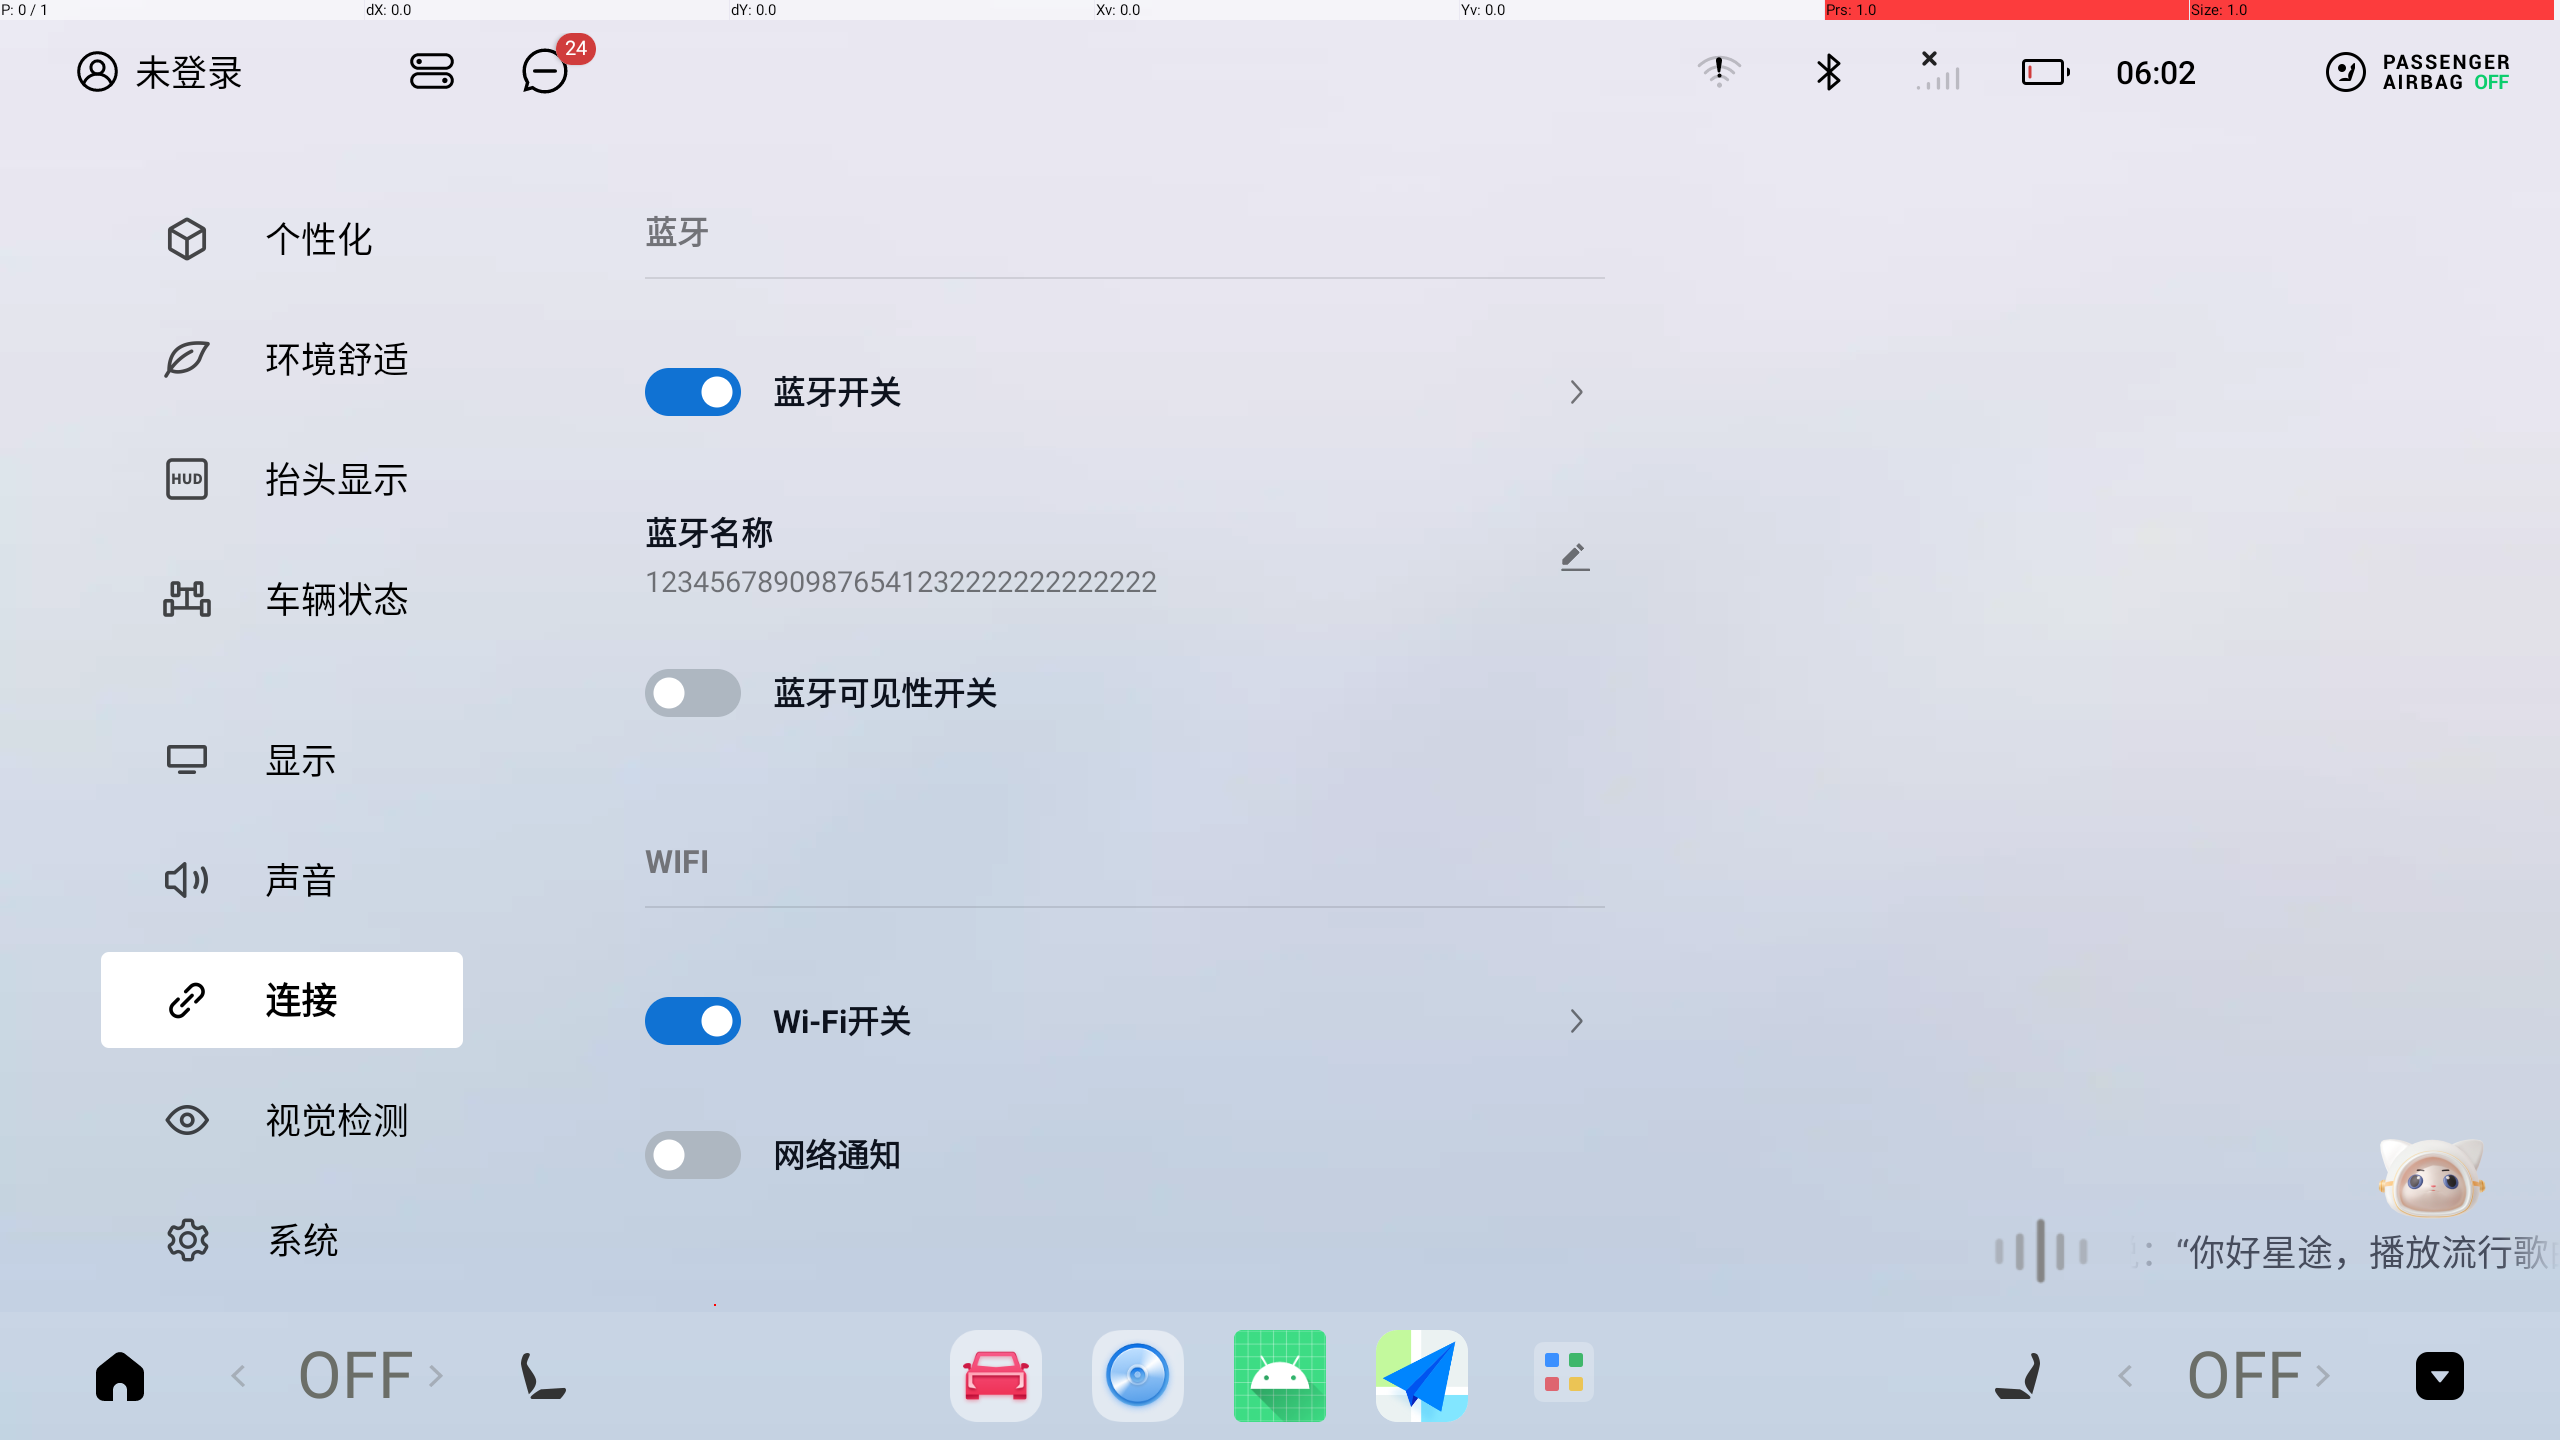 P: 0 / 1
dX: 0.0
dY: 0.0
Xv: 0.0
Yv: 0.0
Prs: 1.0
Size: 1.0
未登录
24
06:02
PASSENGER
AIRBAG OFF
个性化
环境舒适
HUD
抬头显示
车辆状态
显示
声音
连接
视觉检测
系统
蓝牙
蓝牙开关
蓝牙名称
12345678909876541232222222222222
蓝牙可见性开关
WIFI
Wi-Fi开关
网络通知
：“你好星途，播放流行歌
OFF
OFF